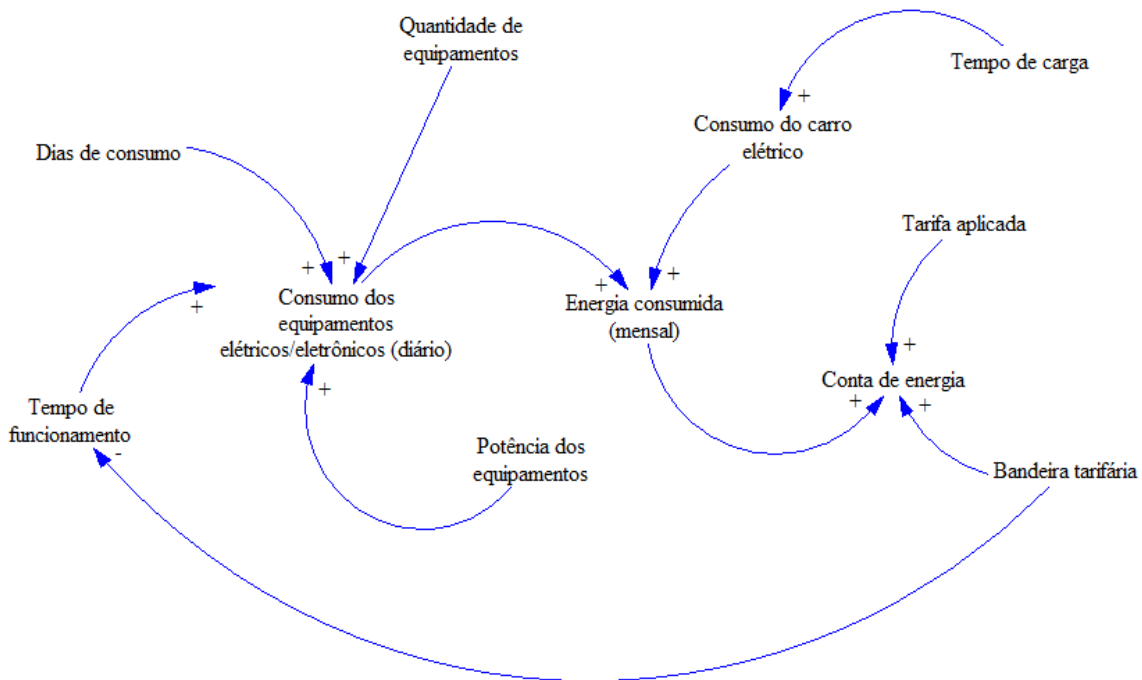 Quantidade de
equipamentos
Tempo de carga
+
Consumo do carro
elétrico
Dias de consumo
Tarifa aplicada
+
+
+
+
+
Consumo dos
equipamentos
elétricos/eletrônicos (diário)
Energia consumida
(mensal)
+
+
Conta de energia
+
+
Tempo de
funcionamento
-
Potência dos
equipamentos
Bandeira tarifária